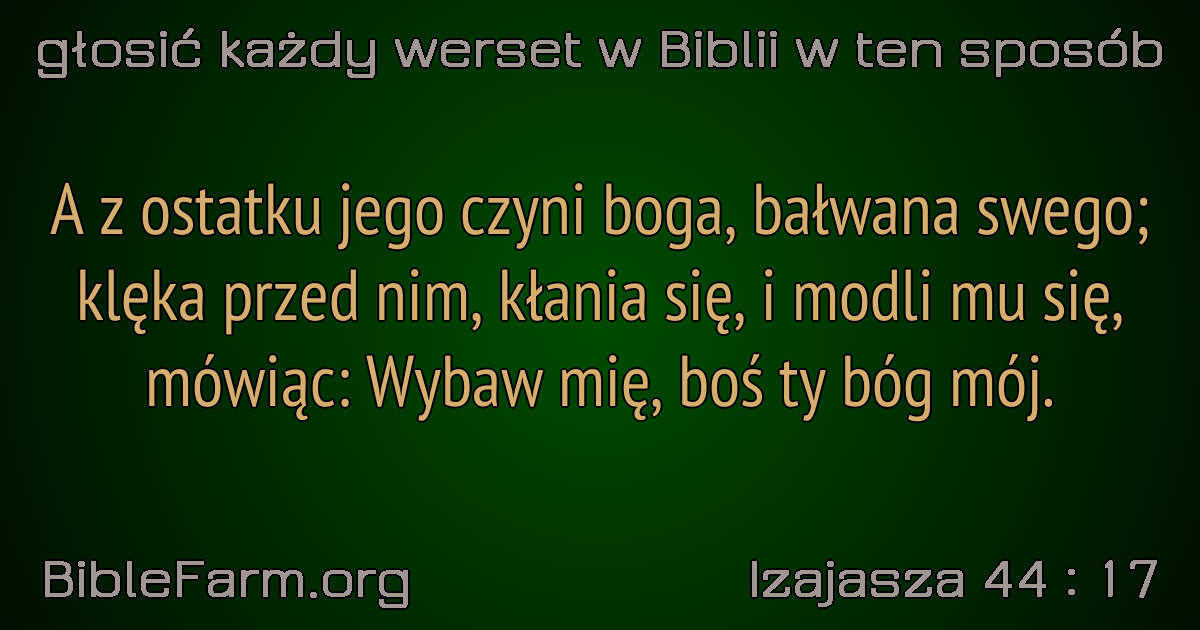 głosić każdy werset w Biblii w ten sposób
A z ostatku jego czyni boga, bałwana swego;
klęka przed nim, kłania się, i modli mu się,
mówiąc: Wybaw mię, boś ty bóg mój.
BibleFarm.org
Izajasza 44 : 17